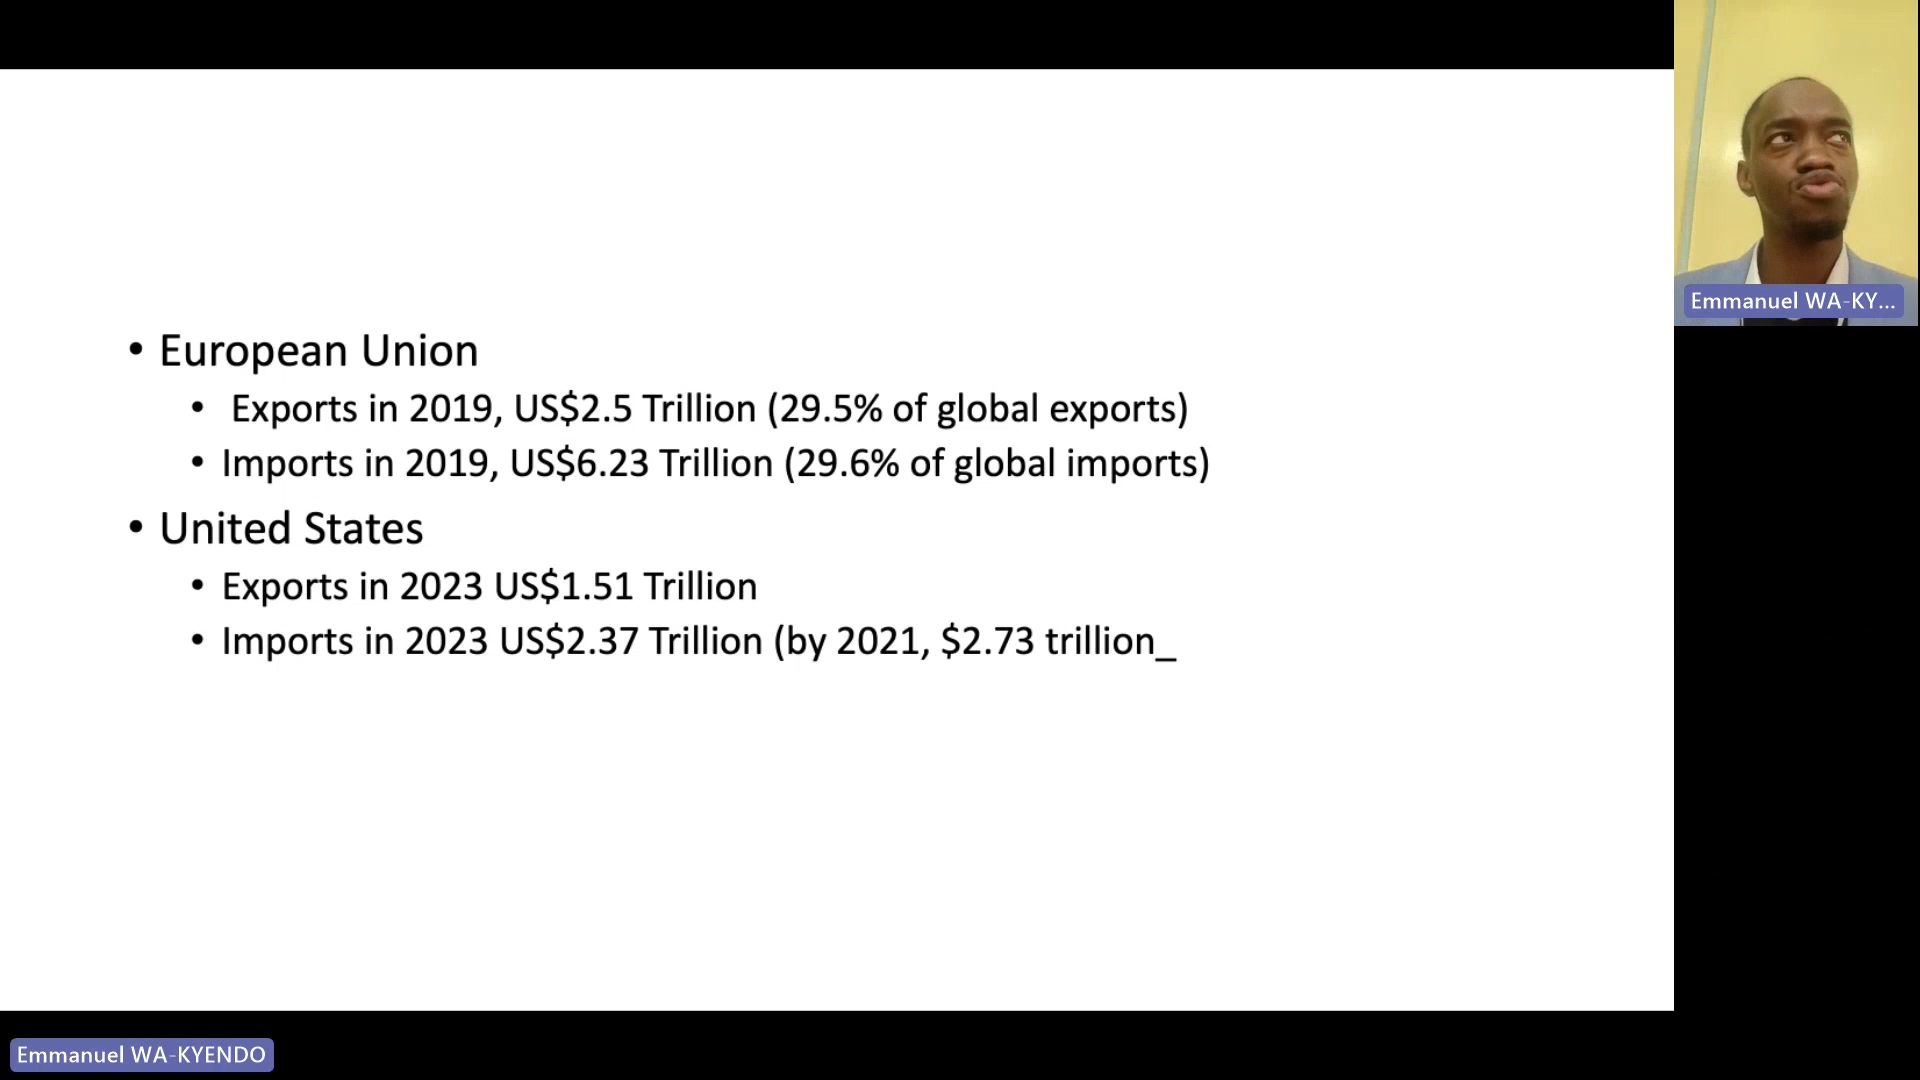 • European Union
• Exports in 2019, US$2.5 Trillion (29.5% of global exports)
• Imports in 2019, US$6.23 Trillion (29.6% of global imports)
• United States
• Exports in 2023 US$1.51 Trillion
• Imports in 2023 US$2.37 Trillion (by 2021, $2.73 trillion_
Emmanuel WA-KY...
Emmanuel WA-KYENDO